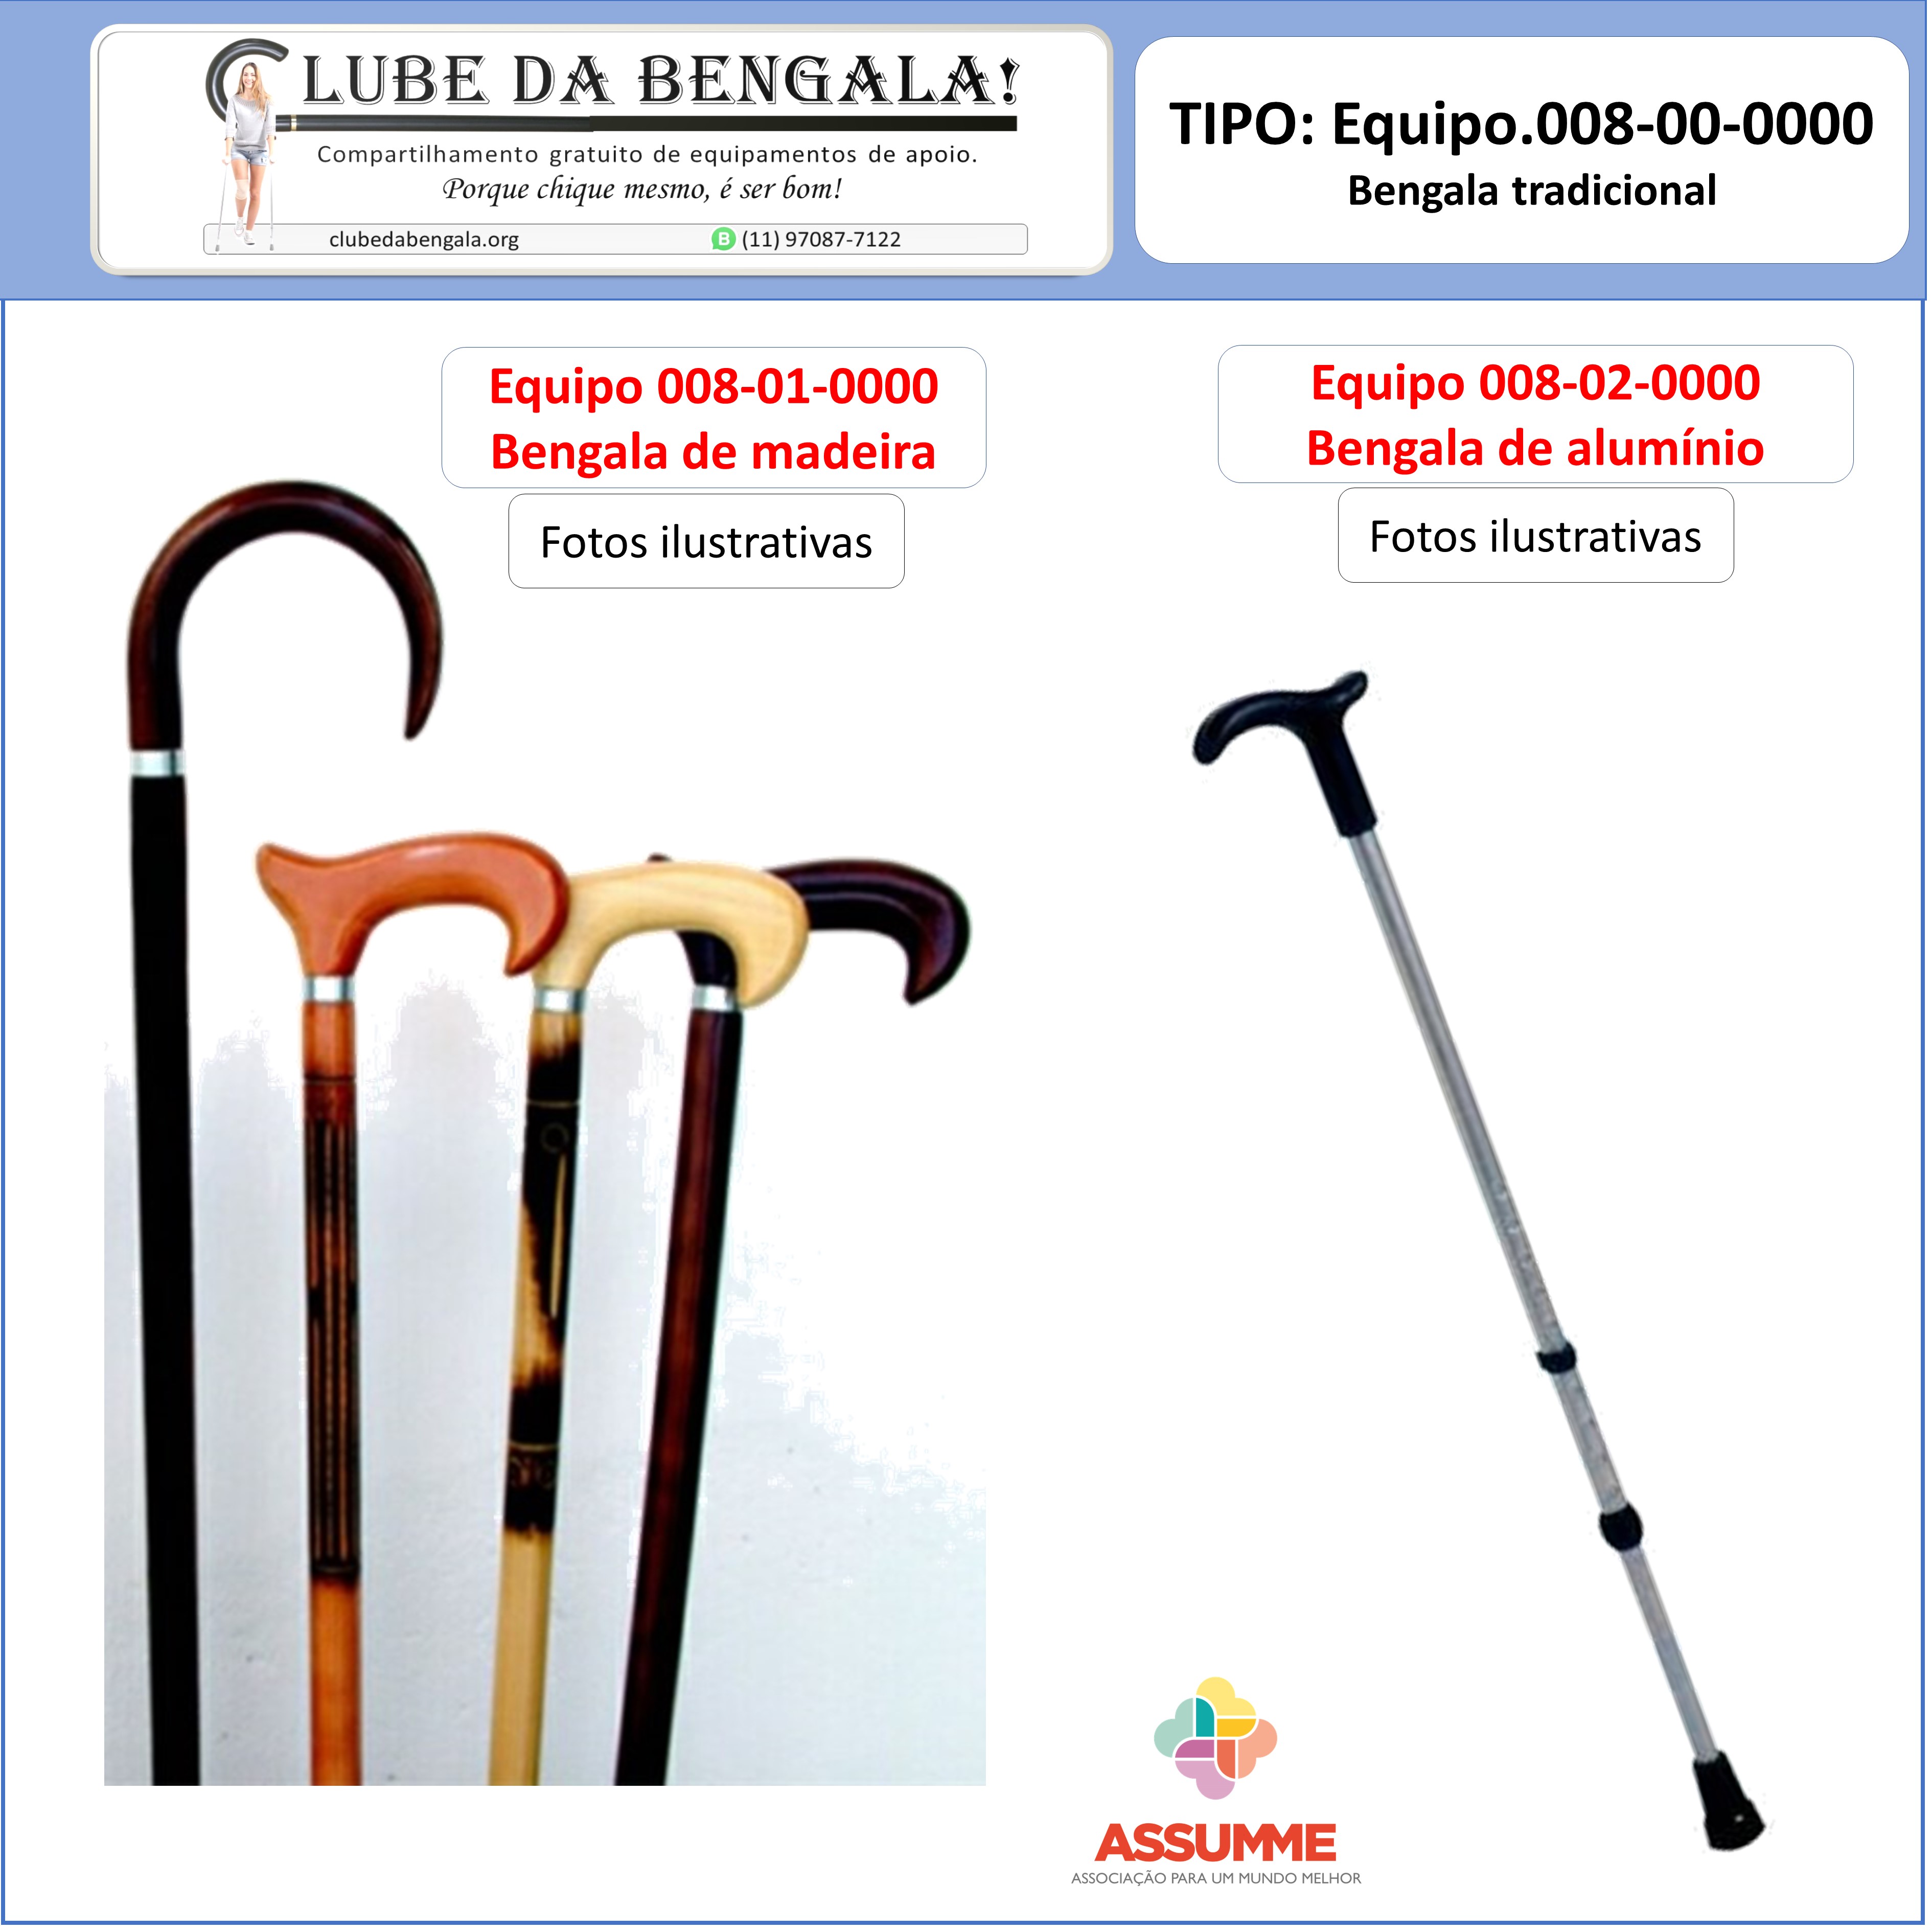 CLUBE DA BENGALA!
Compartilhamento gratuito de equipamentos de apoio.
Porque chique mesmo, é ser bom!
clubedabengala.org
(11) 97087-7122
TIPO: Equipo.008-00-0000
Bengala tradicional
Equipo 008-01-0000
Bengala de madeira
Fotos ilustrativas
Equipo 008-02-0000
Bengala de alumínio
Fotos ilustrativas
ASSUMME
ASSOCIAÇÃO PARA UM MUNDO MELHOR